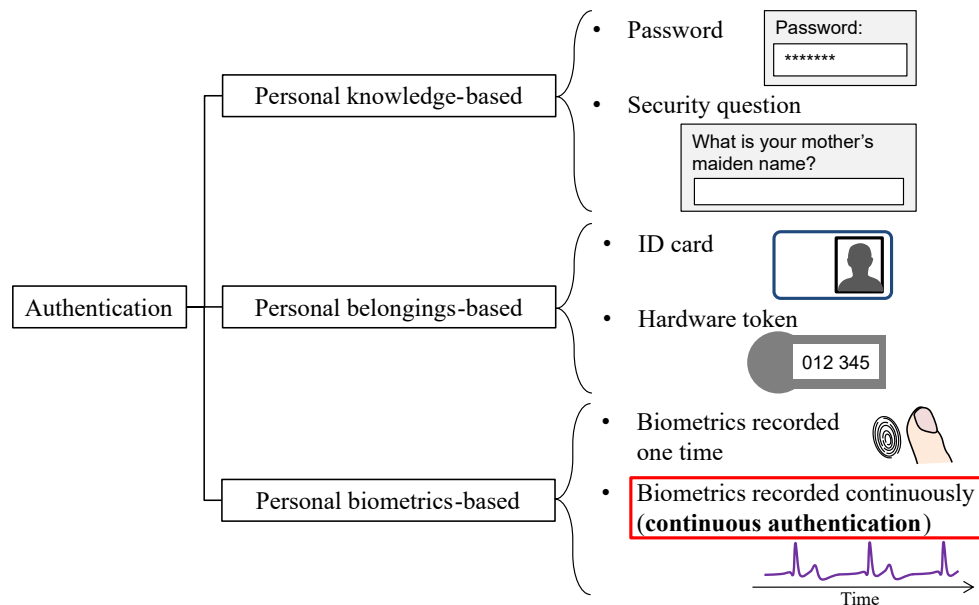 Authentication
Personal knowledge-based
• Password
Password:
*******
• Security question
What is your mother's
maiden name?
Personal belongings-based
• ID card
• Hardware token
012 345
Personal biometrics-based
• Biometrics recorded
one time
• Biometrics recorded continuously
(continuous authentication)
Time